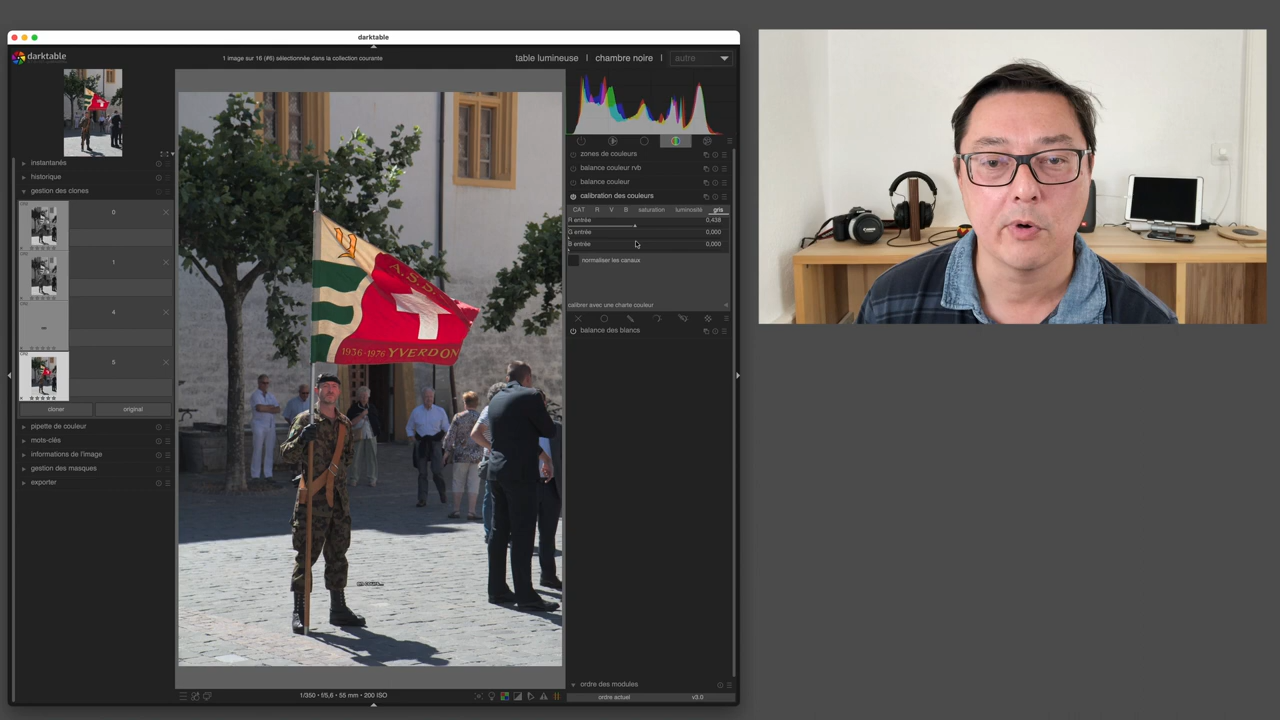 darktable
darktable
1 image sur 16 (#6) sélectionnée dans la collection courante
table lumineuse | chambre noire |
autre
instantanés
historique
gestion des clones
0
1
4
5
cloner
original
pipette de couleur
mots-clés
informations de l'image
gestion des masques
exporter
A.S.S.
1936-1976 YVERDON
1/350 • f/5,6 • 55 mm • 200 ISO
zones de couleurs
balance couleur rvb
balance couleur
calibration des couleurs
CAT R V B saturation luminosité gris
R entrée 0,438
G entrée 0,000
B entrée 0,000
normaliser les canaux
calibrer avec une charte couleur
balance des blancs
ordre des modules
ordre actuel v3.0